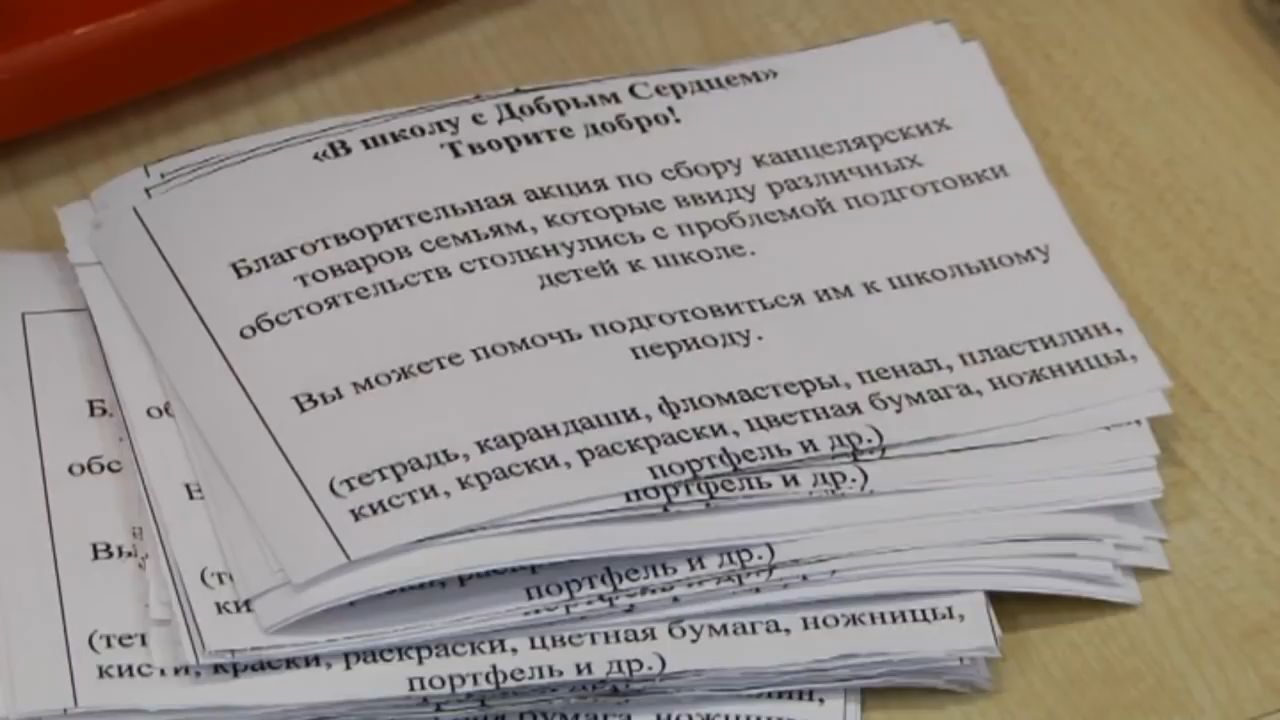 «В школу с Добрым Сердцем»
Творите добро!
Благотворительная акция по сбору канцелярских
товаров семьям, которые ввиду различных
обстоятельств столкнулись с проблемой подготовки
детей к школе.
Вы можете помочь подготовиться им к школьному
периоду.
(тетрадь, карандаши, фломастеры, пенал, пластилин,
кисти, краски, раскраски, цветная бумага, ножницы,
портфель и др.)
портфель и др.)
портфель и др.)
Б.
обс
Вы
(тет
кисти, краски, раскраски, цветная бумага, ножницы,
портфель и др.)